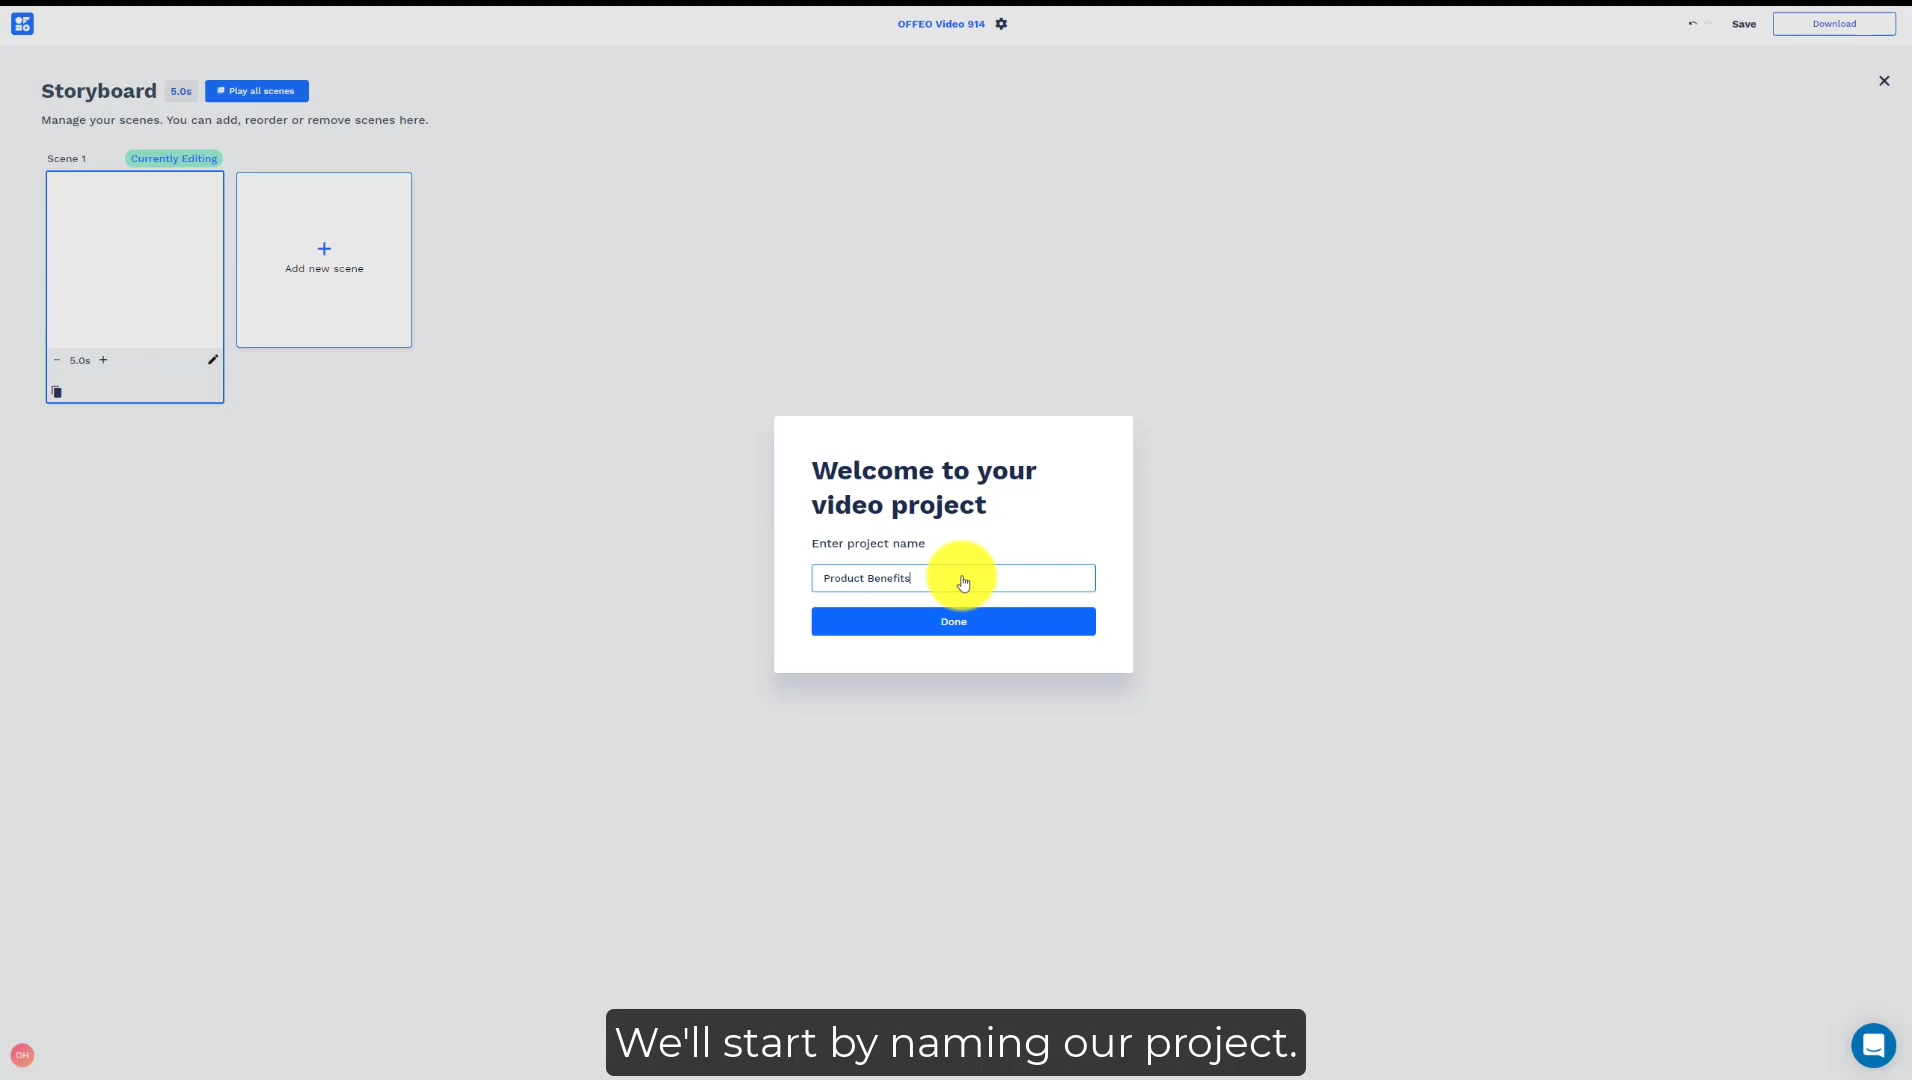 OFFEO Video 914
Save
Download
Storyboard
5.0s
Play all scenes
Manage your scenes. You can add, reorder or remove scenes here.
Scene 1
Currently Editing
Add new scene
5.0s
Welcome to your
video project
Enter project name
Product Benefits
Done
OH
We'll start by naming our project.